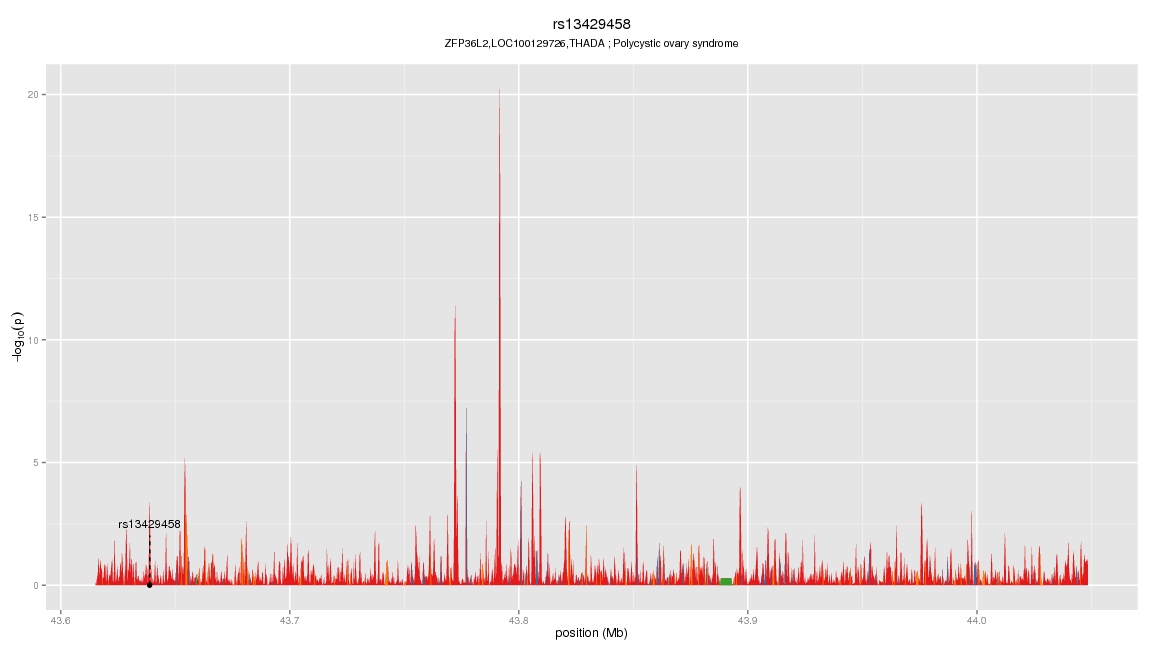 rs13429458
ZFP36L2,LOC100129726,THADA ; Polycystic ovary syndrome
20
15
10
5
0
−log10(p)
rs13429458
43.6 43.7 43.8 43.9 44.0
position (Mb)